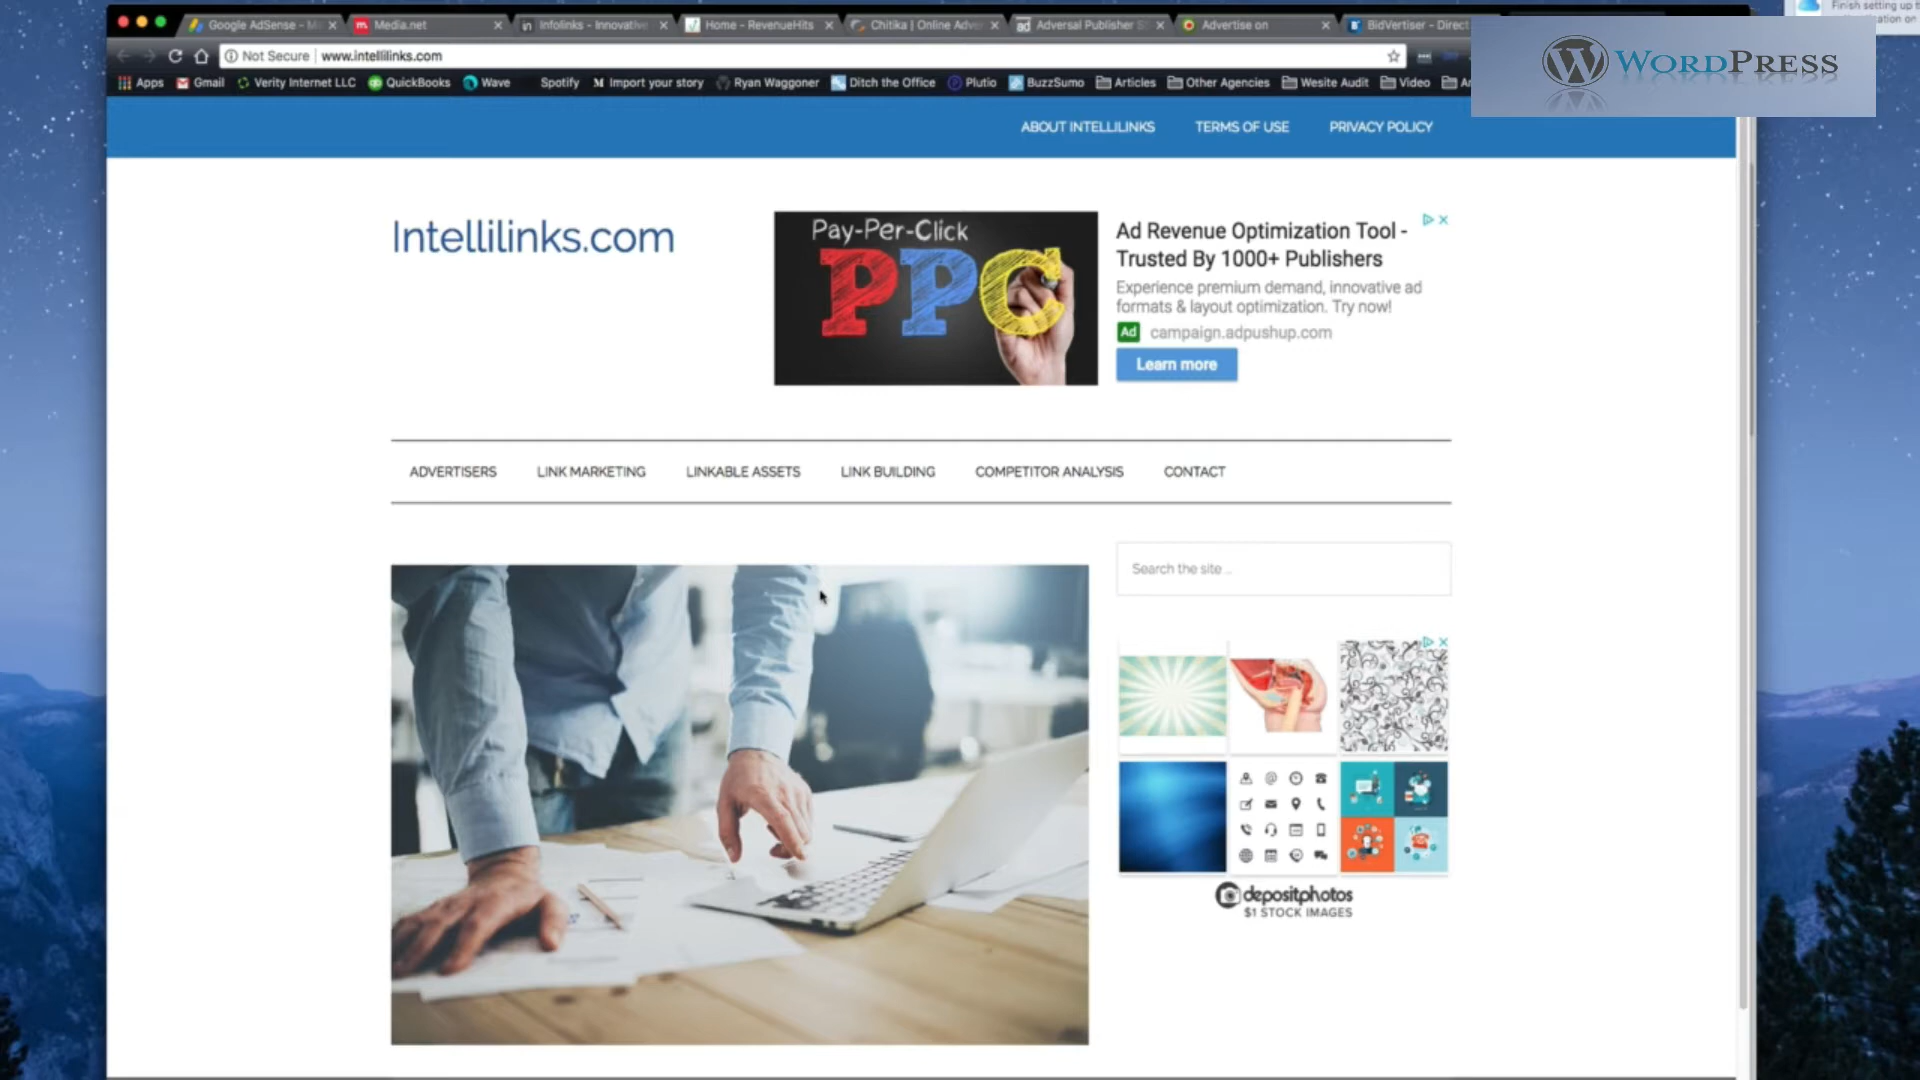 Finish setting up
Google AdSense - M
Media.net
Infolinks - Innovative
Home - RevenueHits
Chitika | Online Adve
Adversal Publisher S
Advertise on
BidVertiser - Direct
Not Secure
www.intellilinks.com
WORDPRESS
Apps
Gmail
Verity Internet LLC
QuickBooks
Wave
Spotify
M Import your story
Ryan Waggoner
Ditch the Office
Plutio
BuzzSumo
Articles
Other Agencies
Wesite Audit
Video
ABOUT INTELLILINKS
TERMS OF USE
PRIVACY POLICY
Intellilinks.com
Pay-Per-Click
PPC
Ad Revenue Optimization Tool -
Trusted By 1000+ Publishers
Experience premium demand, innovative ad
formats & layout optimization. Try now!
Ad campaign.adpushup.com
Learn more
ADVERTISERS
LINK MARKETING
LINKABLE ASSETS
LINK BUILDING
COMPETITOR ANALYSIS
CONTACT
Search the site ...
depositphotos
$1 STOCK IMAGES